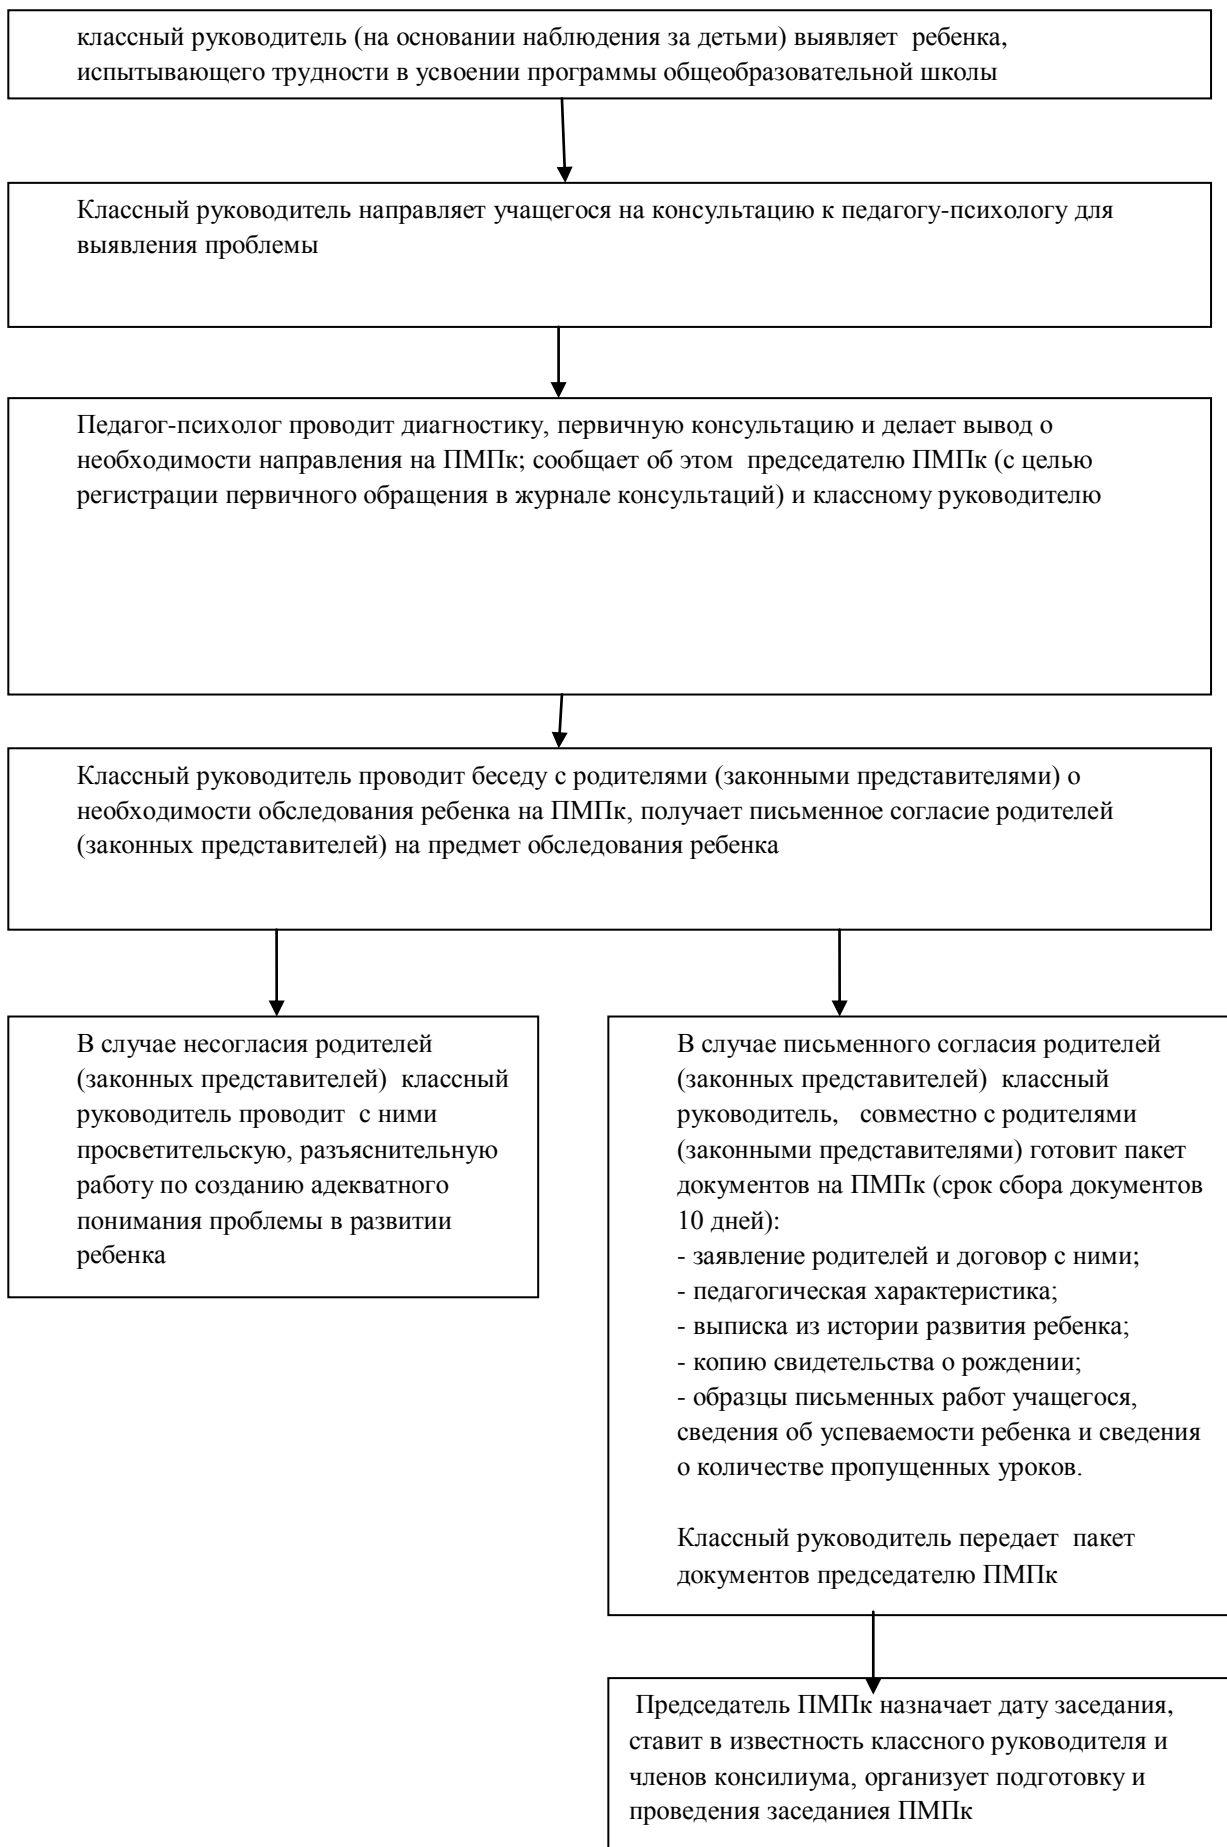 классный руководитель (на основании наблюдения за детьми) выявляет ребенка,
испытывающего трудности в усвоении программы общеобразовательной школы
Классный руководитель направляет учащегося на консультацию к педагогу-психологу для
выявления проблемы
Педагог-психолог проводит диагностику, первичную консультацию и делает вывод о
необходимости направления на ПМПк; сообщает об этом председателю ПМПк (с целью
регистрации первичного обращения в журнале консультаций) и классному руководителю
Классный руководитель проводит беседу с родителями (законными представителями) о
необходимости обследования ребенка на ПМПк, получает письменное согласие родителей
(законных представителей) на предмет обследования ребенка
В случае несогласия родителей
(законных представителей) классный
руководитель проводит с ними
просветительскую, разъяснительную
работу по созданию адекватного
понимания проблемы в развитии
ребенка
В случае письменного согласия родителей
(законных представителей) классный
руководитель, совместно с родителями
(законными представителями) готовит пакет
документов на ПМПк (срок сбора документов
10 дней):
- заявление родителей и договор с ними;
- педагогическая характеристика;
- выписка из истории развития ребенка;
- копию свидетельства о рождении;
- образцы письменных работ учащегося,
сведения об успеваемости ребенка и сведения
о количестве пропущенных уроков.
Классный руководитель передает пакет
документов председателю ПМПк
Председатель ПМПк назначает дату заседания,
ставит в известность классного руководителя и
членов консилиума, организует подготовку и
проведения заседаниея ПМПк